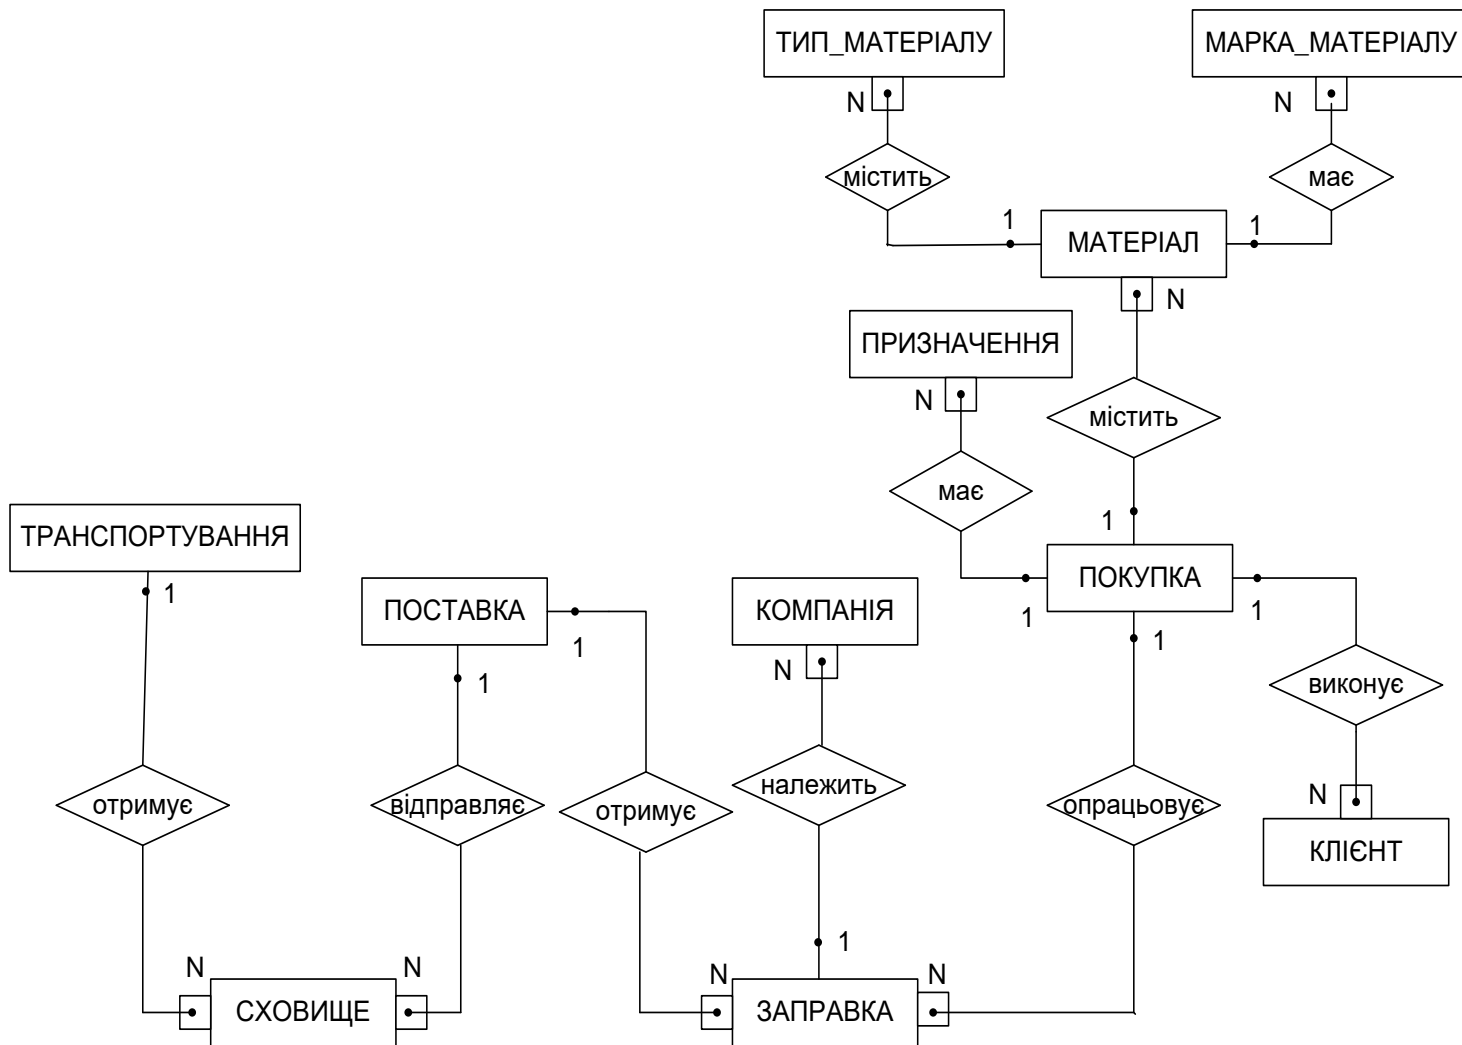 ТИП_МАТЕРІАЛУ
МАРКА_МАТЕРІАЛУ
N
N
містить
має
1
МАТЕРІАЛ
1
N
ПРИЗНАЧЕННЯ
N
містить
має
ТРАНСПОРТУВАННЯ
1
1
ПОСТАВКА
1
КОМПАНІЯ
1
ПОКУПКА
1
1
N
1
виконує
отримує
відправляє
отримує
належить
опрацьовує
N
КЛІЄНТ
1
N
N
N
N
СХОВИЩЕ
ЗАПРАВКА